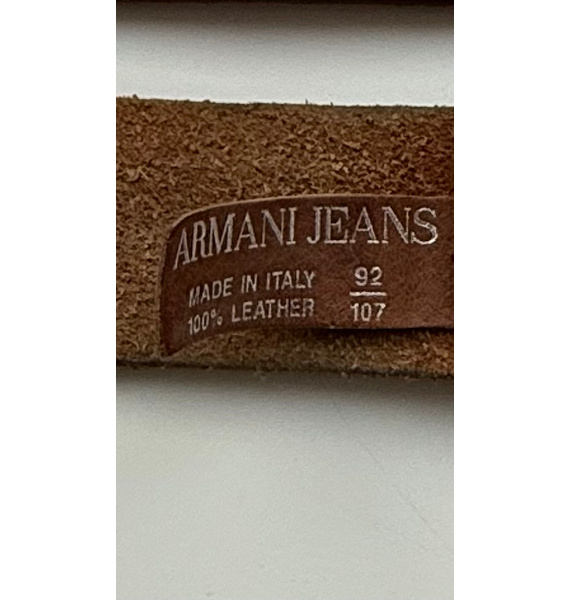 ARMANI JEANS
MADE IN ITALY 92
100% LEATHER 107